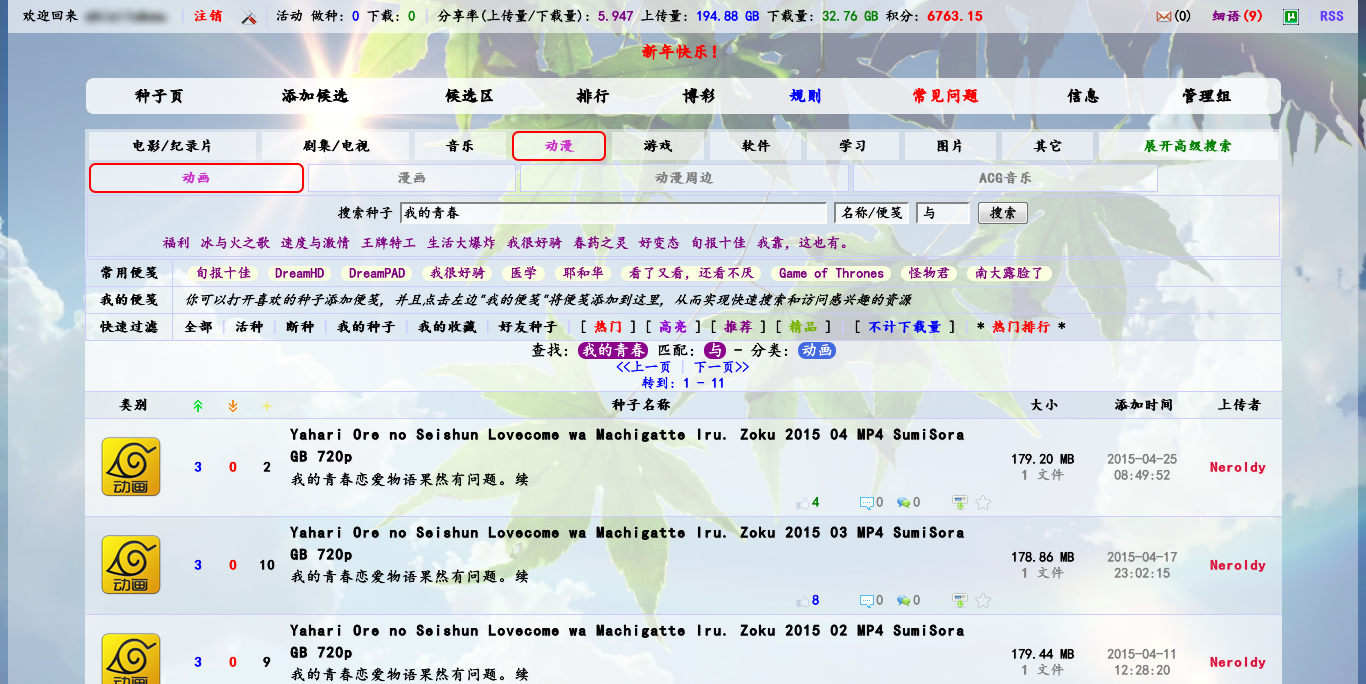 欢迎回来 注销 活动 做种: 0 下载: 0 分享率(上传量/下载量): 5.947 上传量: 194.88 GB 下载量: 32.76 GB 积分: 6763.15 (0) 细语(9) μ RSS
新年快乐!
种子页 添加候选 候选区 排行 博彩 规则 常见问题 信息 管理组
电影/纪录片 剧集/电视 音乐 动漫 游戏 软件 学习 图片 其它 展开高级搜索
动画 漫画 动漫周边 ACG音乐
搜索种子 我的青春 名称/便笺 与 搜索
福利 冰与火之歌 速度与激情 王牌特工 生活大爆炸 我很好骑 春药之灵 好变态 旬报十佳 我靠，这也有。
常用便笺 旬报十佳 DreamHD DreamPAD 我很好骑 医学 耶和华 看了又看，还看不厌 Game of Thrones 怪物君 南大露脸了
我的便笺 你可以打开喜欢的种子添加便笺, 并且点击左边"我的便笺"将便笺添加到这里, 从而实现快速搜索和访问感兴趣的资源
快速过滤 全部 活种 断种 我的种子 我的收藏 好友种子 [ 热门 ] [ 高亮 ] [ 推荐 ] [ 精品 ] [ 不计下载量 ] * 热门排行 *
查找: 我的青春 匹配: 与 - 分类: 动画
<<上一页 | 下一页>>
转到: 1 - 11
类别 种子名称 大小 添加时间 上传者
Yahari Ore no Seishun Lovecome wa Machigatte Iru. Zoku 2015 04 MP4 SumiSora
GB 720p
我的青春恋爱物语果然有问题。续
动画 3 0 2 179.20 MB 2015-04-25 Neroldy
1 文件 08:49:52
4 0 0
Yahari Ore no Seishun Lovecome wa Machigatte Iru. Zoku 2015 03 MP4 SumiSora
GB 720p
我的青春恋爱物语果然有问题。续
动画 3 0 10 178.86 MB 2015-04-17 Neroldy
1 文件 23:02:15
8 0 0
Yahari Ore no Seishun Lovecome wa Machigatte Iru. Zoku 2015 02 MP4 SumiSora
GB 720p
我的青春恋爱物语果然有问题。续
动画 3 0 9 179.44 MB 2015-04-11 Neroldy
1 文件 12:28:20